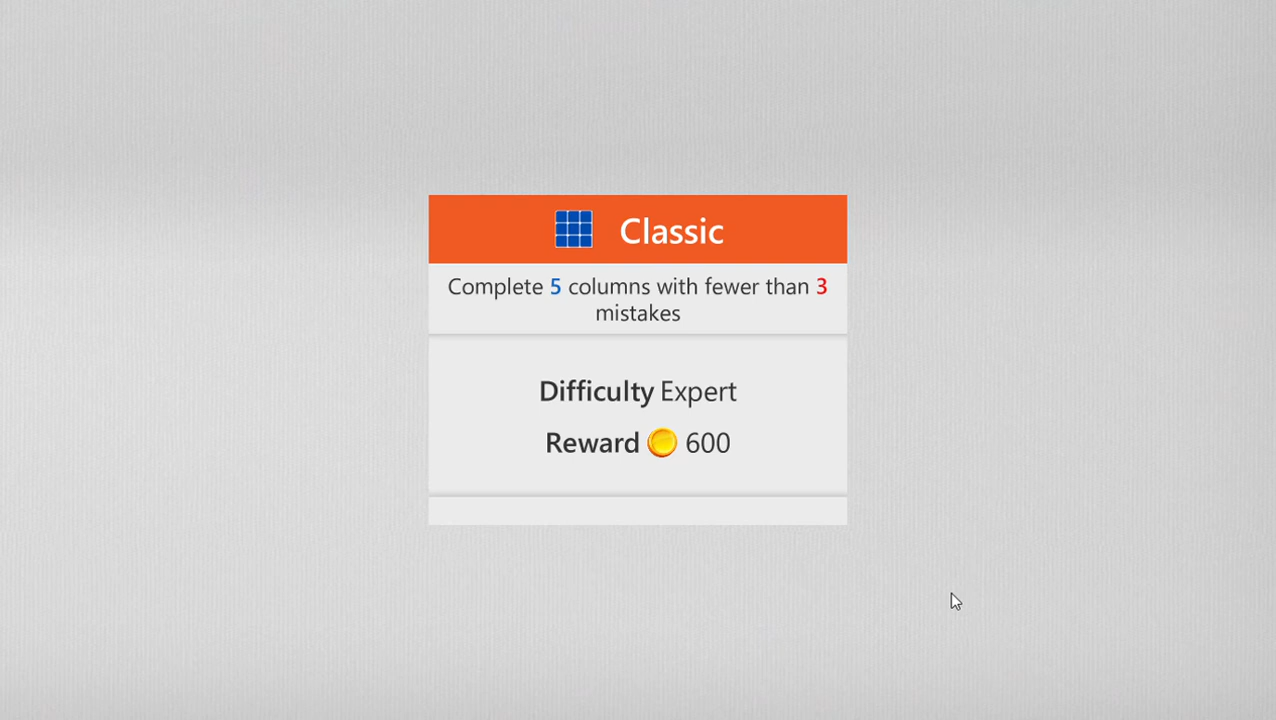 Classic
Complete 5 columns with fewer than 3
mistakes
Difficulty Expert
Reward 600